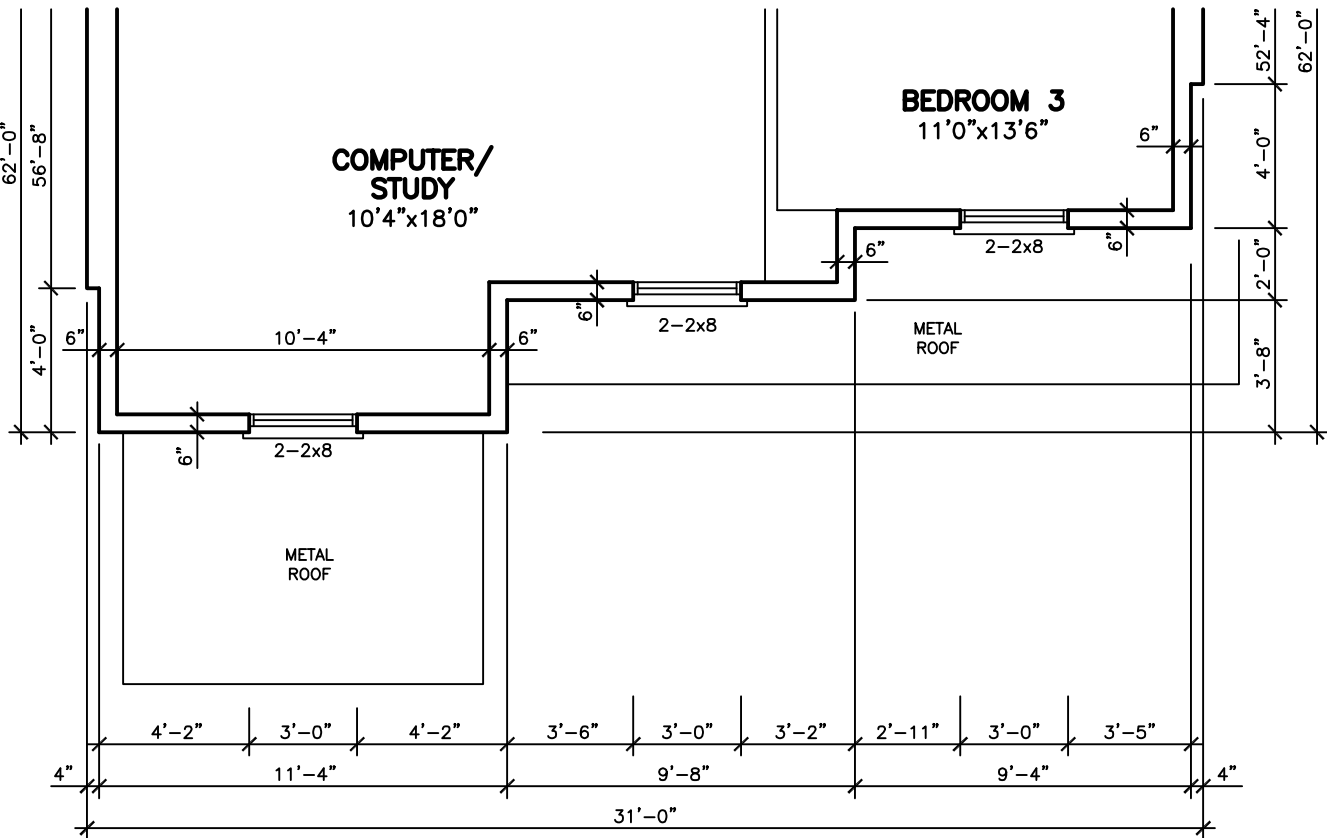 62'-0"
56'-8"
52'-4"
62'-0"
BEDROOM 3
11'0"x13'6"
6"
4'-0"
COMPUTER/
STUDY
10'4"x18'0"
2-2x8
6"
6"
2'-0"
6"
2-2x8
METAL
ROOF
4'-0"
6"
10'-4"
6"
3'-8"
6"
2-2x8
METAL
ROOF
4'-2"
3'-0"
4'-2"
3'-6"
3'-0"
3'-2"
2'-11"
3'-0"
3'-5"
4"
11'-4"
9'-8"
9'-4"
4"
31'-0"